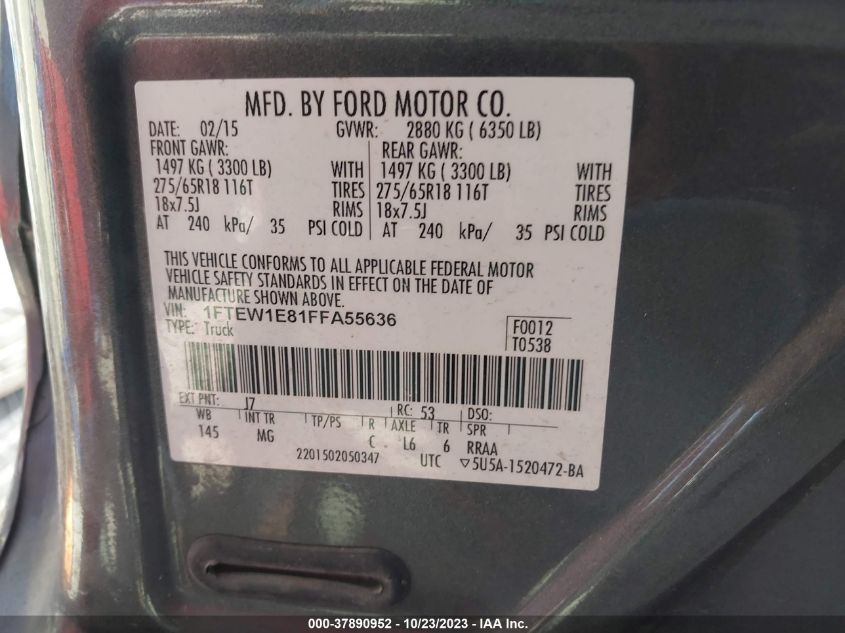 MFD. BY FORD MOTOR CO.
DATE: 02/15 GVWR: 2880 KG ( 6350 LB)
FRONT GAWR: REAR GAWR:
1497 KG ( 3300 LB) WITH 1497 KG ( 3300 LB) WITH
275/65R18 116T TIRES 275/65R18 116T TIRES
18x7.5J RIMS 18x7.5J RIMS
AT 240 kPa/ 35 PSI COLD AT 240 kPa/ 35 PSI COLD
THIS VEHICLE CONFORMS TO ALL APPLICABLE FEDERAL MOTOR
VEHICLE SAFETY STANDARDS IN EFFECT ON THE DATE OF
MANUFACTURE SHOWN ABOVE.
VIN: 1FTEW1E81FFA55636 F0012
TYPE: Truck T0538
EXT PNT: J7 RC: 53 DSO:
WB INT TR TP/PS R AXLE TR SPR
145 MG C L6 6 RRAA
2201502050347 UTC ▽5U5A-1520472-BA
000-37890952 | 10/23/2023 | Copyright © 2023 IAA, LLC.